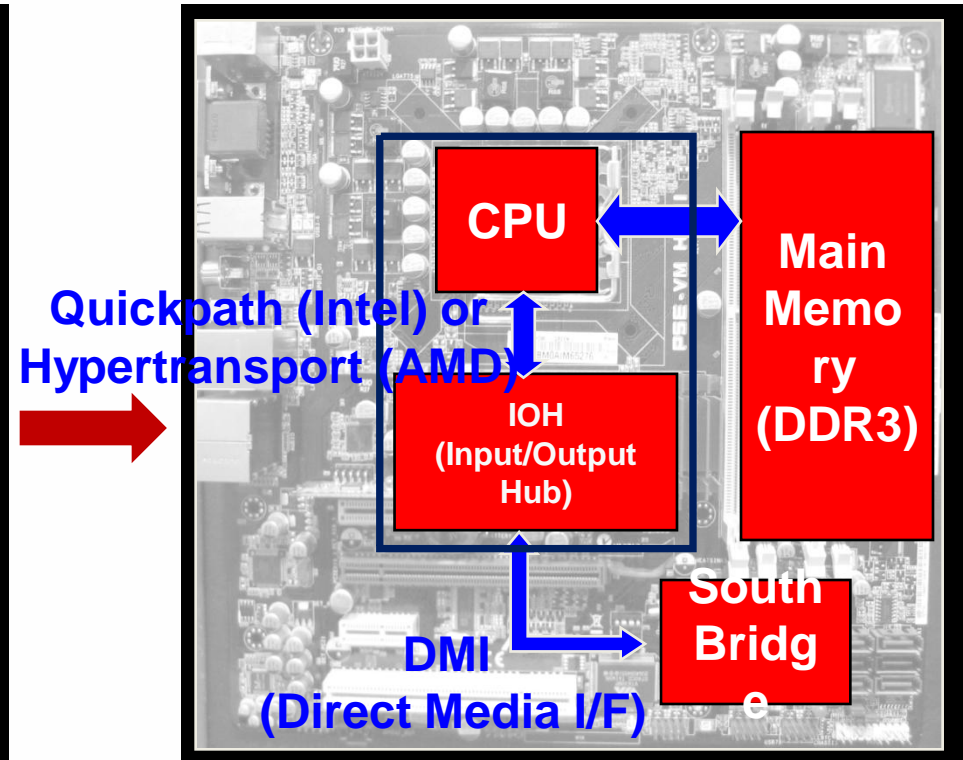 CPU
Main
Memo
ry
(DDR3)
Quickpath (Intel) or
Hypertransport (AMD)
IOH
(Input/Output
Hub)
South
Bridg
e
DMI
(Direct Media I/F)